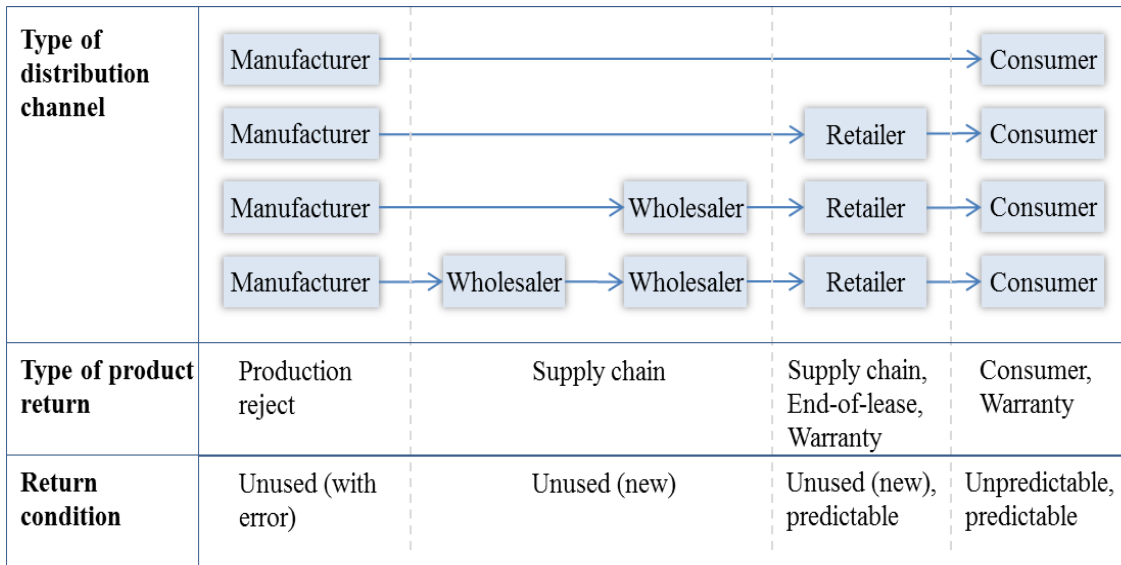 Type of
distribution
channel
Manufacturer Consumer
Manufacturer Retailer Consumer
Manufacturer Wholesaler Retailer Consumer
Manufacturer Wholesaler Wholesaler Retailer Consumer
Type of product
return
Production
reject
Supply chain
Supply chain,
End-of-lease,
Warranty
Consumer,
Warranty
Return
condition
Unused (with
error)
Unused (new)
Unused (new),
predictable
Unpredictable,
predictable